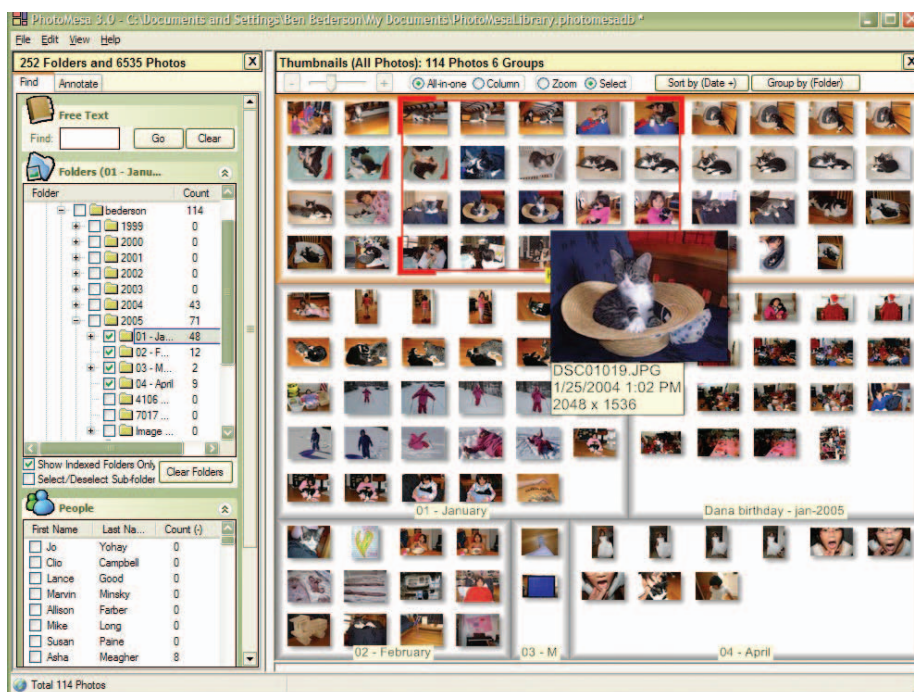 PhotoMesa 3.0 - C:\Documents and Settings\Ben Bederson\My Documents\PhotoMesaLibrary.photomesadb *
File Edit View Help
252 Folders and 6535 Photos X
Find Annotate
Free Text
Find: Go Clear
Folders (01 - Janu...
Folder Count
bederson 114
1999 0
2000 0
2001 0
2002 0
2003 0
2004 43
2005 71
01 - Ja... 48
02 - F... 12
03 - M... 2
04 - April 9
4106 ... 0
7017 ... 0
Image ... 0
Show Indexed Folders Only
Select/Deselect Sub-folder
Clear Folders
People
First Name Last Na... Count (-)
Jo Yohay 0
Clio Campbell 0
Lance Good 0
Marvin Minsky 0
Allison Farber 0
Mike Long 0
Susan Paine 0
Asha Meagher 8
Total 114 Photos
Thumbnails (All Photos): 114 Photos 6 Groups X
- + All-in-one Column Zoom Select Sort by (Date +) Group by (Folder)
DSC01019.JPG
1/25/2004 1:02 PM
2048 x 1536
01 - January
Dana birthday - jan-2005
02 - February
03 - M
04 - April